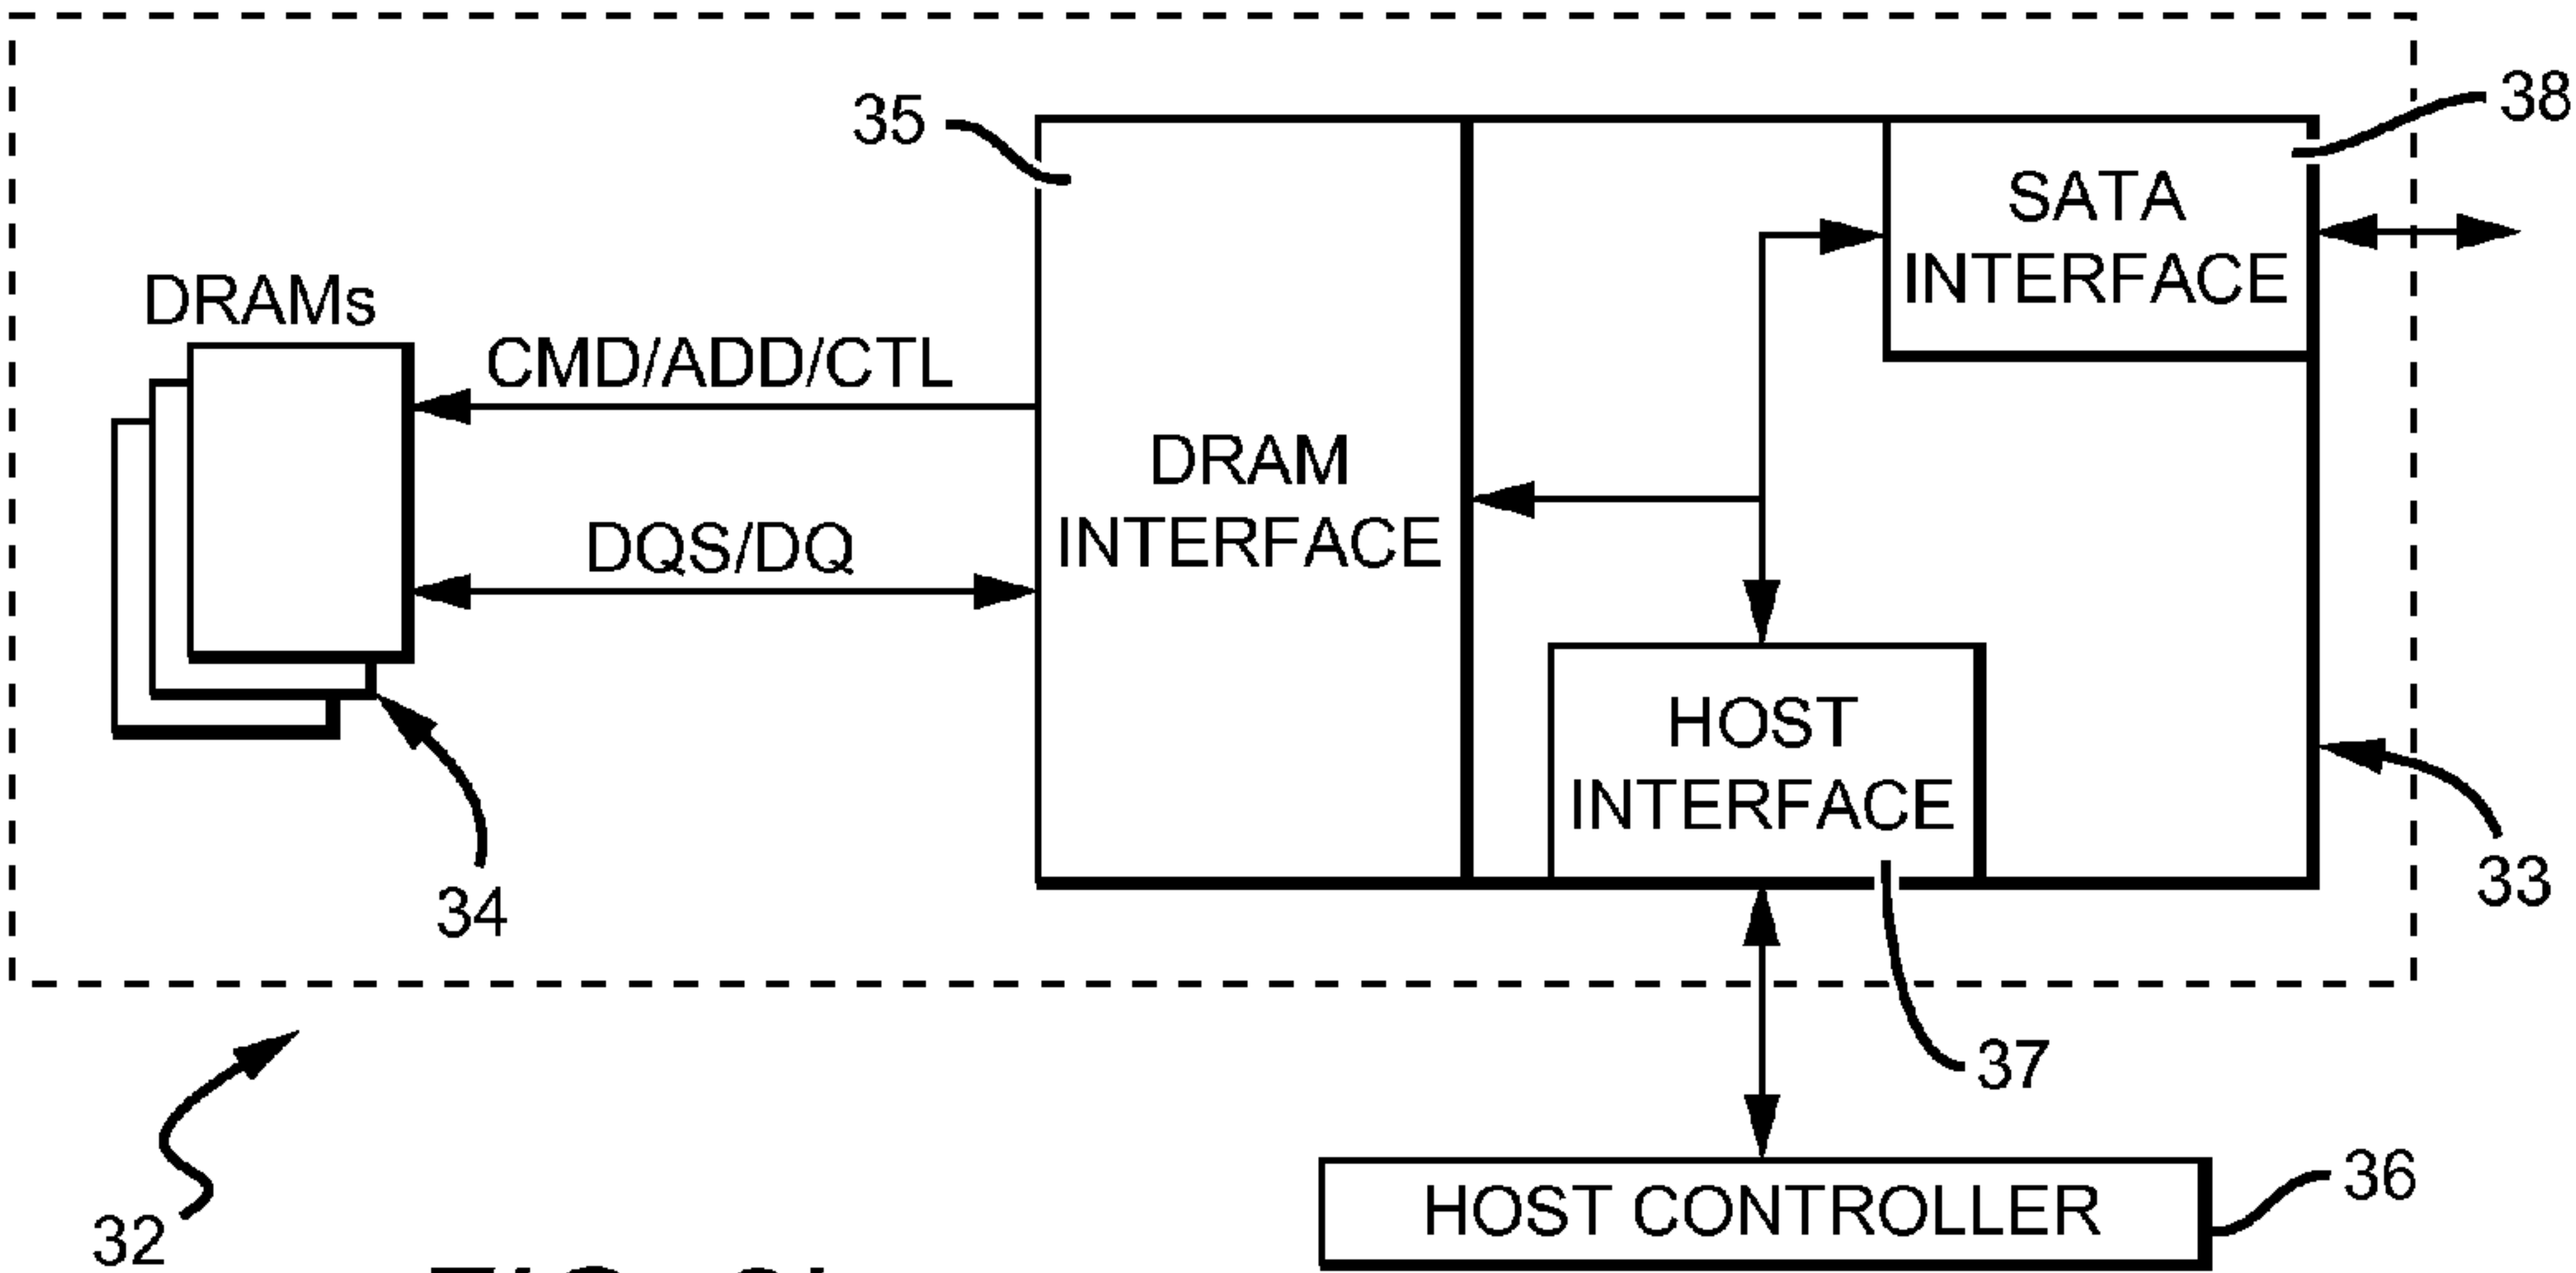 38
35
SATA
INTERFACE
DRAMs
CMD/ADD/CTL
DRAM
INTERFACE
DQS/DQ
HOST
INTERFACE
34
33
37
36
HOST CONTROLLER
32